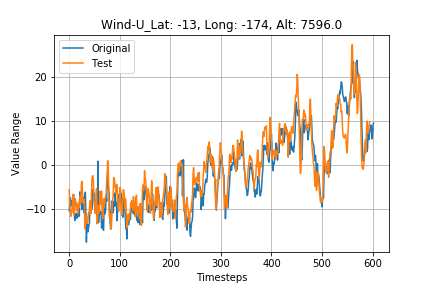 Wind-U_Lat: -13, Long: -174, Alt: 7596.0
Original
Test
Value Range
20
10
0
−10
0 100 200 300 400 500 600
Timesteps